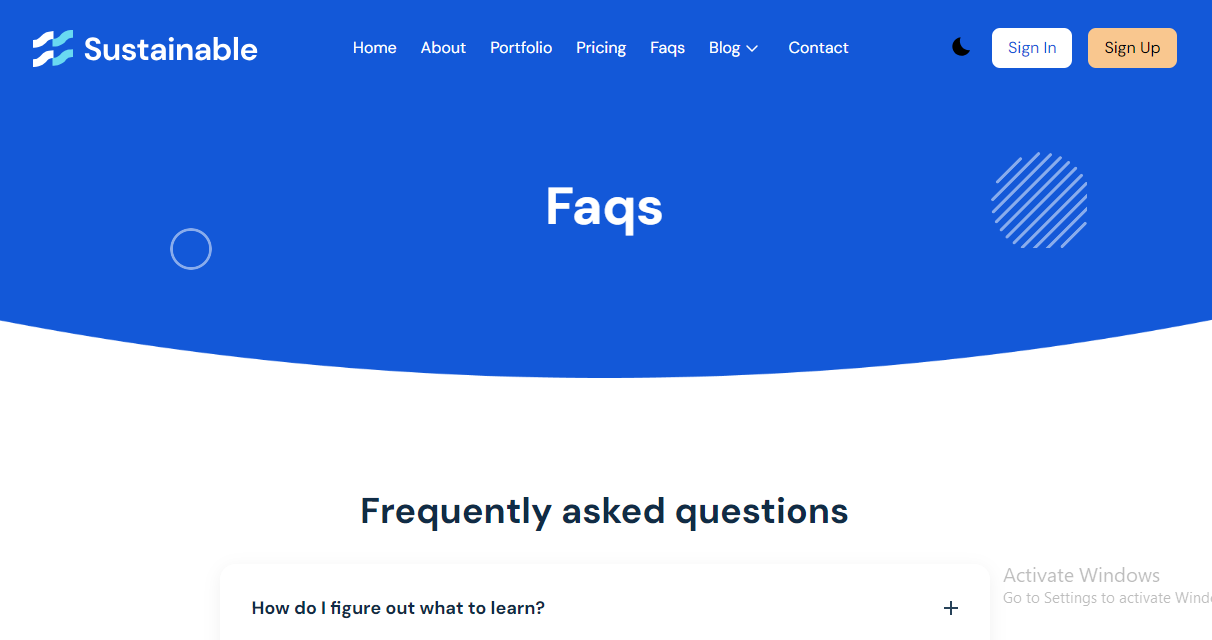 Sustainable
Home About Portfolio Pricing Faqs Blog Contact
Sign In
Sign Up
Faqs
Frequently asked questions
How do I figure out what to learn?
Activate Windows
Go to Settings to activate